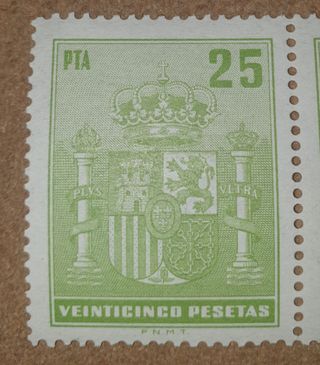 PTA 25
PLVS VLTRA
VEINTICINCO PESETAS
F.N.M.T.